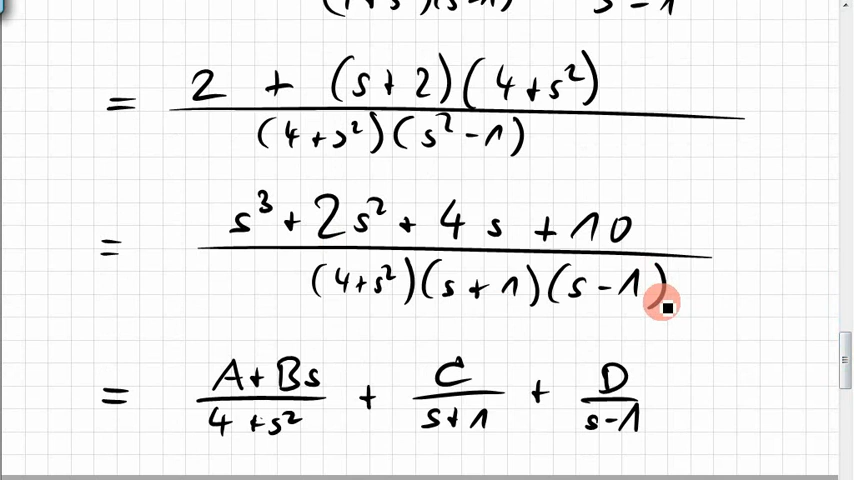 = 2 + (s+2)(4+s²)
(4+s²)(s²-1)
= s³ + 2s² + 4s + 10
(4+s²)(s+1)(s-1)
= A+Bs + C + D
4+s² s+1 s-1